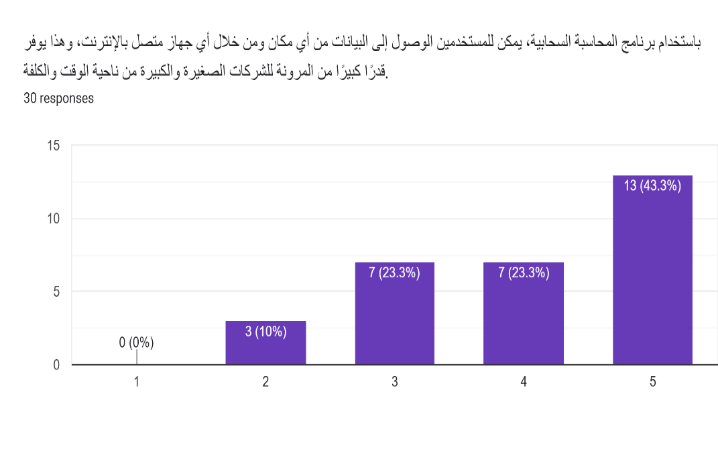 باستخدام برنامج المحاسبة السحابية، يمكن للمستخدمين الوصول إلى البيانات من أي مكان ومن خلال أي جهاز متصل بالإنترنت، وهذا يوفر
قدرًا كبيرًا من المرونة للشركات الصغيرة والكبيرة من ناحية الوقت والكلفة.
30 responses
15
10
5
0
0 (0%)
3 (10%)
7 (23.3%)
7 (23.3%)
13 (43.3%)
1 2 3 4 5